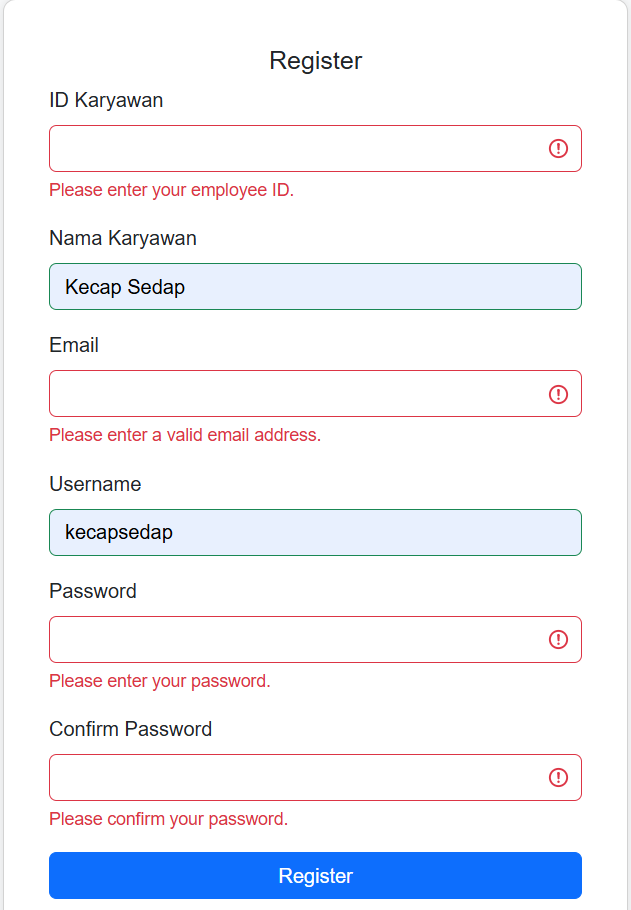 Register
ID Karyawan
Please enter your employee ID.
Nama Karyawan
Kecap Sedap
Email
Please enter a valid email address.
Username
kecapsedap
Password
Please enter your password.
Confirm Password
Please confirm your password.
Register